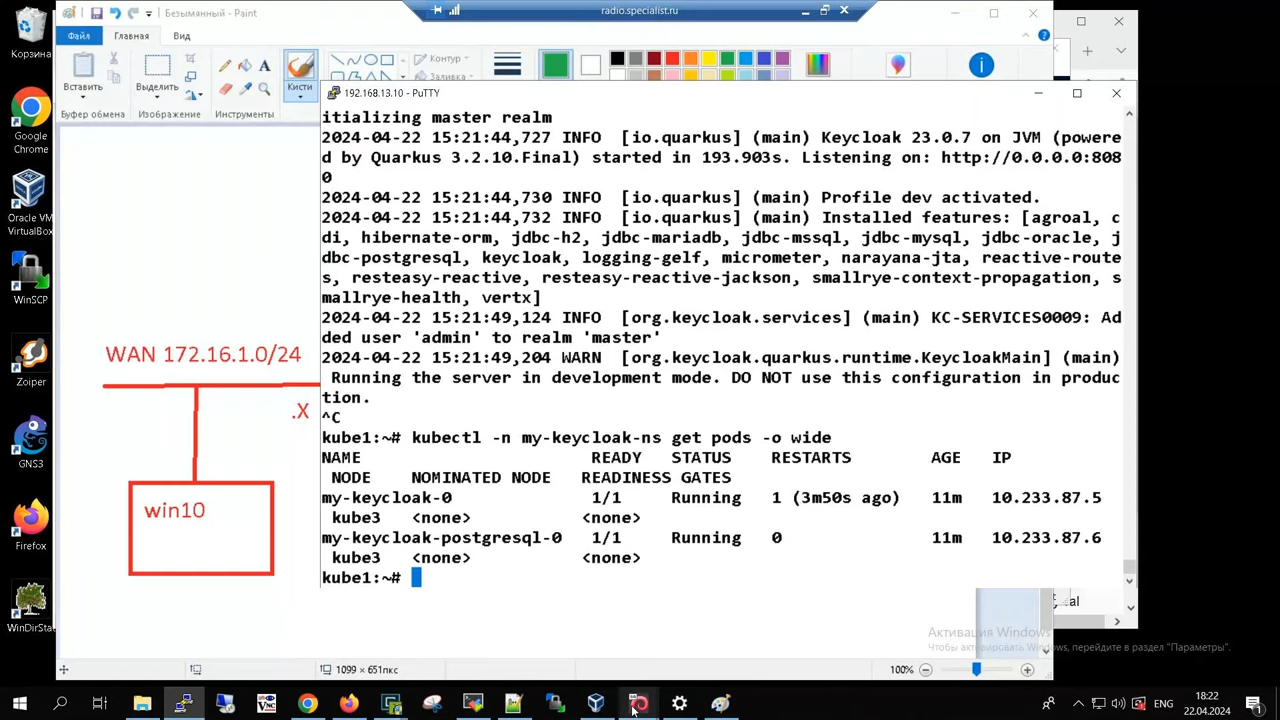 Корзина
Google
Chrome
Oracle VM
VirtualBox
WinSCP
Zoiper
GNS3
Firefox
WinDirStat
Безымянный - Paint
radio.specialist.ru
Файл
Главная
Вид
Вставить
Выделить
A
Кисти
Контур
Заливка
Буфер обмена
Изображение
Инструменты
192.168.13.10 - PuTTY
itializing master realm
2024-04-22 15:21:44,727 INFO  [io.quarkus] (main) Keycloak 23.0.7 on JVM (powere
d by Quarkus 3.2.10.Final) started in 193.903s. Listening on: http://0.0.0.0:808
0
2024-04-22 15:21:44,730 INFO  [io.quarkus] (main) Profile dev activated.
2024-04-22 15:21:44,732 INFO  [io.quarkus] (main) Installed features: [agroal, c
di, hibernate-orm, jdbc-h2, jdbc-mariadb, jdbc-mssql, jdbc-mysql, jdbc-oracle, j
dbc-postgresql, keycloak, logging-gelf, micrometer, narayana-jta, reactive-route
s, resteasy-reactive, resteasy-reactive-jackson, smallrye-context-propagation, s
mallrye-health, vertx]
2024-04-22 15:21:49,124 INFO  [org.keycloak.services] (main) KC-SERVICES0009: Ad
ded user 'admin' to realm 'master'
2024-04-22 15:21:49,204 WARN  [org.keycloak.quarkus.runtime.KeycloakMain] (main)
 Running the server in development mode. DO NOT use this configuration in produc
tion.
^C
kube1:~# kubectl -n my-keycloak-ns get pods -o wide
NAME                       READY   STATUS    RESTARTS        AGE   IP
 NODE    NOMINATED NODE   READINESS GATES
my-keycloak-0              1/1     Running   1 (3m50s ago)   11m   10.233.87.5
 kube3   <none>           <none>
my-keycloak-postgresql-0   1/1     Running   0               11m   10.233.87.6
 kube3   <none>           <none>
kube1:~#
WAN 172.16.1.0/24
.X
win10
Активация Windows
Чтобы активировать Windows, перейдите в раздел "Параметры".
1099 × 651пкс
100%
ENG
18:22
22.04.2024